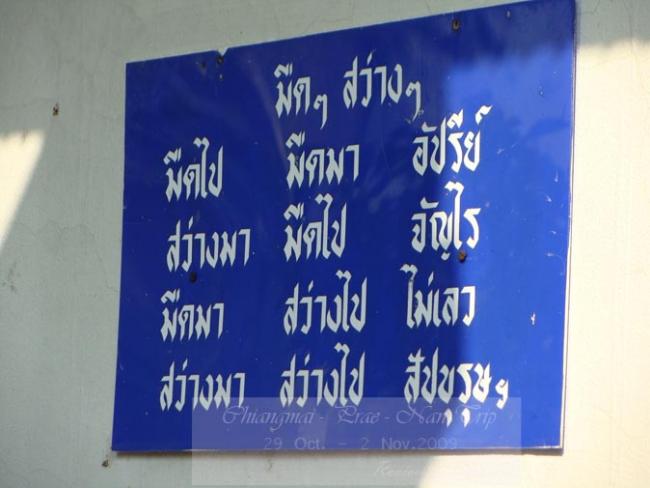 มืดๆ สว่างๆ
มืดไป มืดมา อัปรีย์
สว่างมา มืดไป จัญไร
มืดมา สว่างไป ไม่เลว
สว่างมา สว่างไป สัปบุรุษฯ
Chiangmai - Prae - Nan Trip
29 Oct. - 2 Nov.2009